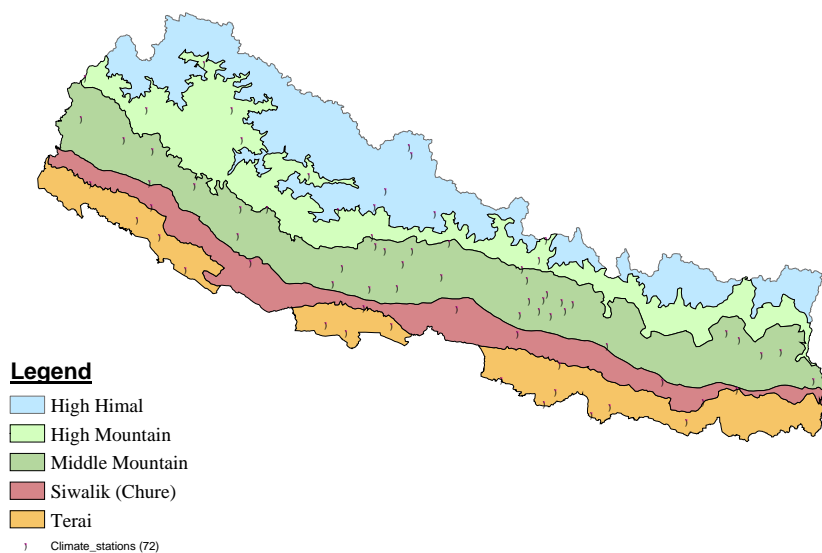 Legend
High Himal
High Mountain
Middle Mountain
Siwalik (Chure)
Terai
Climate_stations (72)